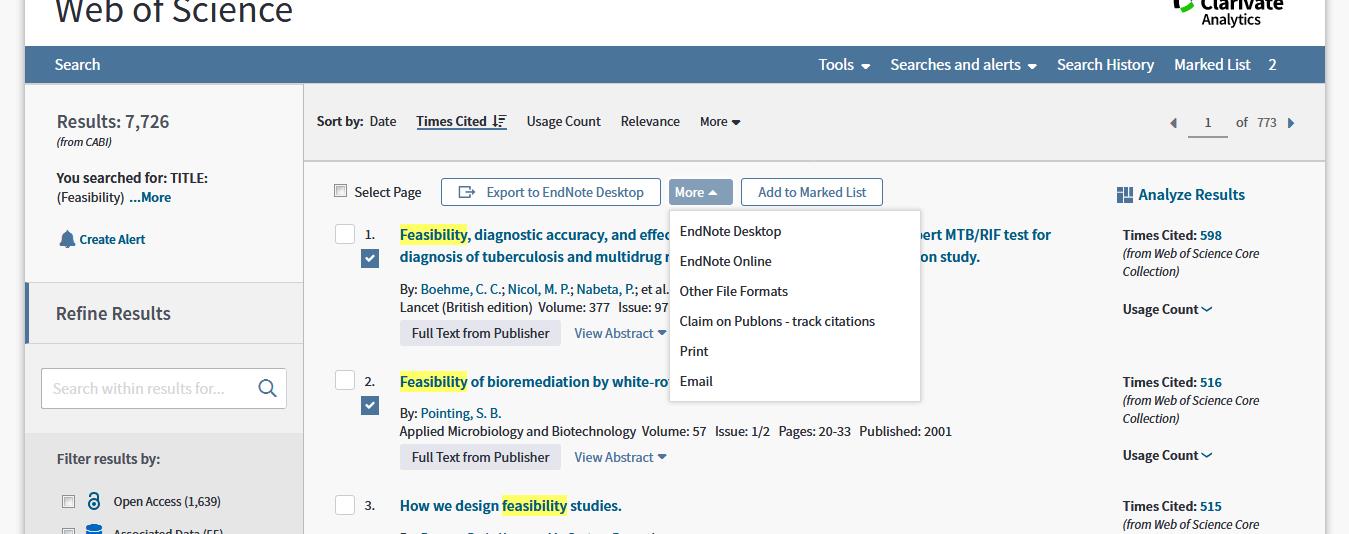 Web of Science
Clarivate
Analytics
Search
Tools
Searches and alerts
Search History
Marked List 2
Results: 7,726
(from CABI)
You searched for: TITLE:
(Feasibility) ...More
Create Alert
Refine Results
Search within results for...
Filter results by:
Open Access (1,639)
Associated Data (55)
Sort by: Date Times Cited Usage Count Relevance More
1 of 773
Select Page
Export to EndNote Desktop
More
Add to Marked List
Analyze Results
EndNote Desktop
EndNote Online
Other File Formats
Claim on Publons - track citations
Print
Email
1. Feasibility, diagnostic accuracy, and effec pert MTB/RIF test for
diagnosis of tuberculosis and multidrug on study.
By: Boehme, C. C.; Nicol, M. P.; Nabeta, P.; et al.
Lancet (British edition) Volume: 377 Issue: 97
Full Text from Publisher View Abstract
Times Cited: 598
(from Web of Science Core
Collection)
Usage Count
2. Feasibility of bioremediation by white-ro
By: Pointing, S. B.
Applied Microbiology and Biotechnology Volume: 57 Issue: 1/2 Pages: 20-33 Published: 2001
Full Text from Publisher View Abstract
Times Cited: 516
(from Web of Science Core
Collection)
Usage Count
3. How we design feasibility studies.
Times Cited: 515
(from Web of Science Core